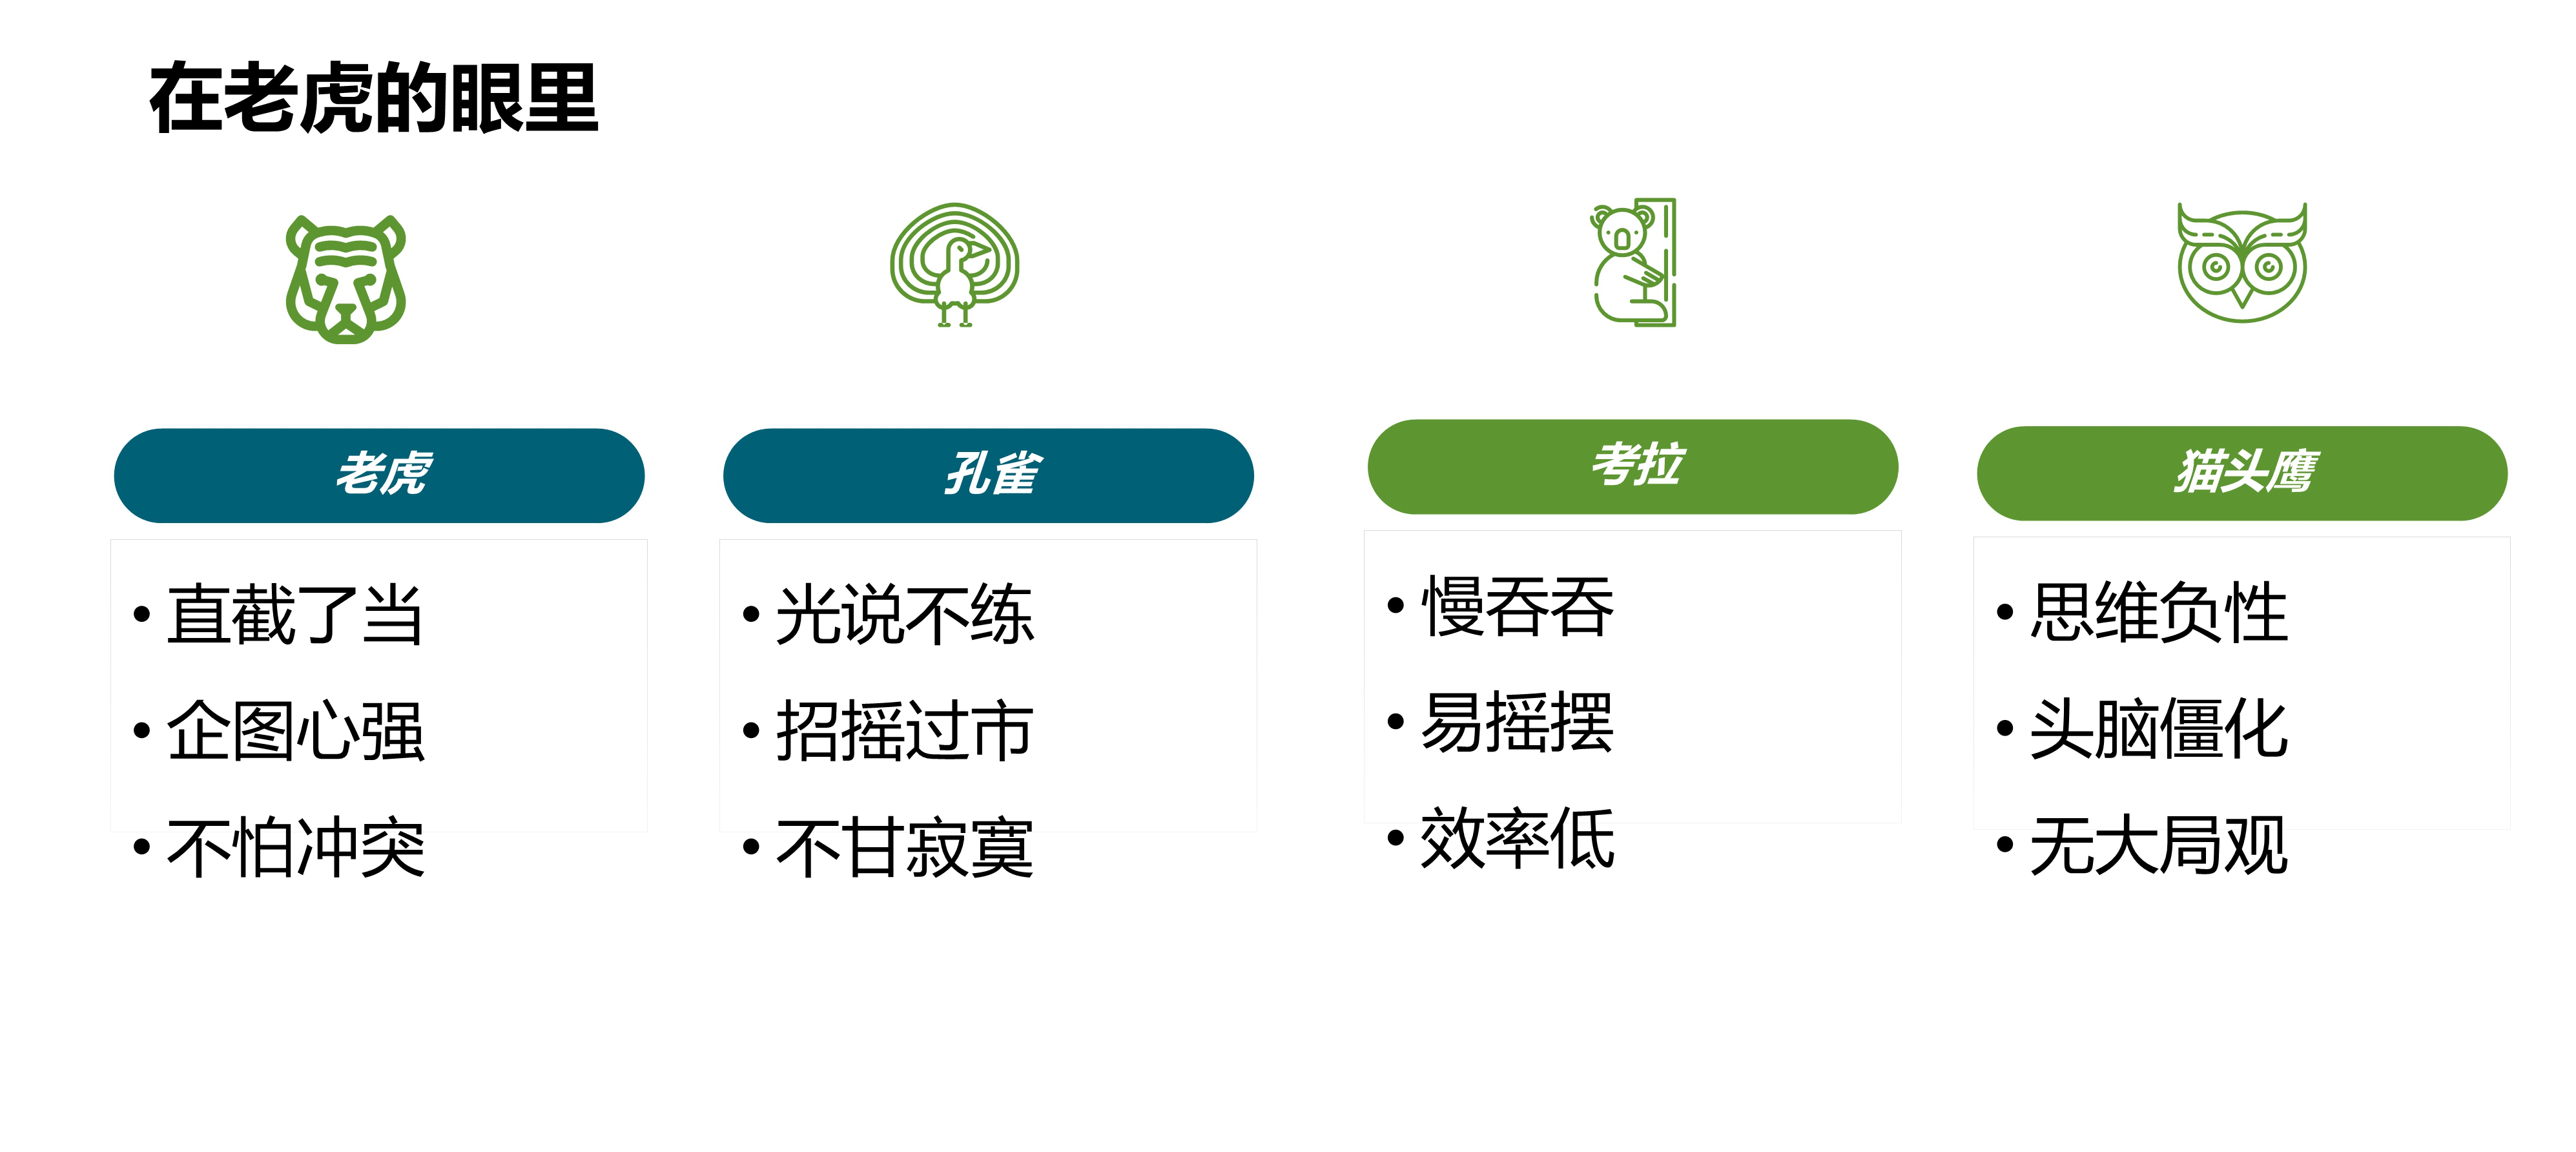 在老虎的眼里
老虎
• 直截了当
• 企图心强
• 不怕冲突
孔雀
• 光说不练
• 招摇过市
• 不甘寂寞
考拉
• 慢吞吞
• 易摇摆
• 效率低
猫头鹰
• 思维负性
• 头脑僵化
• 无大局观